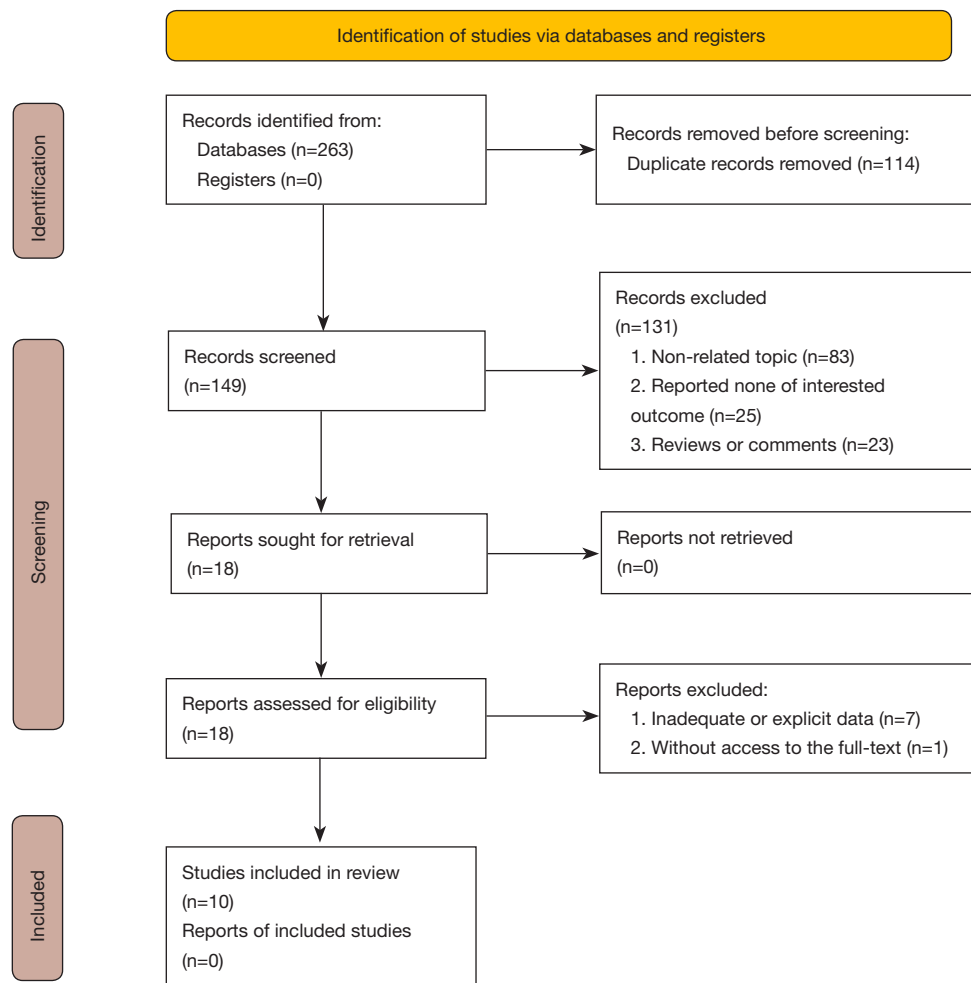 Identification of studies via databases and registers
Identification
Records identified from:
Databases (n=263)
Registers (n=0)
Records removed before screening:
Duplicate records removed (n=114)
Screening
Records screened
(n=149)
Records excluded
(n=131)
1. Non-related topic (n=83)
2. Reported none of interested
outcome (n=25)
3. Reviews or comments (n=23)
Reports sought for retrieval
(n=18)
Reports not retrieved
(n=0)
Reports assessed for eligibility
(n=18)
Reports excluded:
1. Inadequate or explicit data (n=7)
2. Without access to the full-text (n=1)
Included
Studies included in review
(n=10)
Reports of included studies
(n=0)